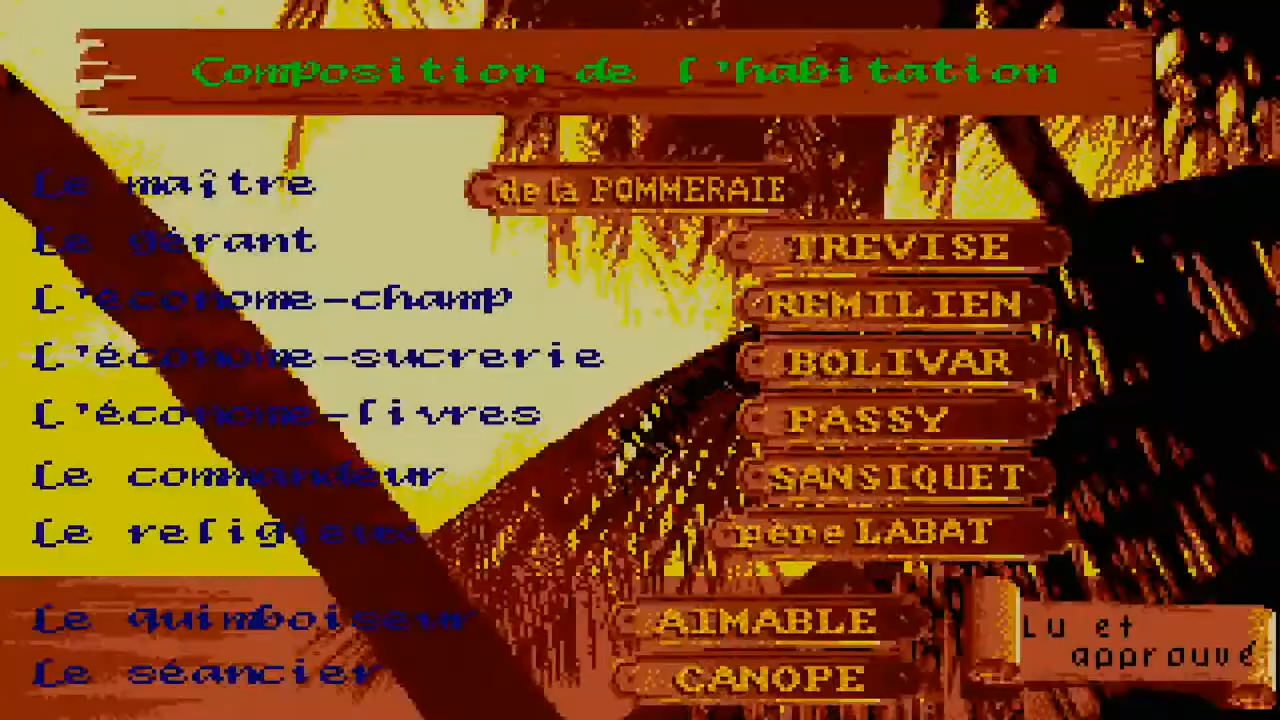 Composition de l'habitation
Le maître de la POMMERAIE
Le gérant TREVISE
L'économe-champ REMILIEN
L'économe-sucrerie BOLIVAR
L'économe-livres PASSY
Le commandeur SANSIQUET
Le religieux père LABAT
Le quimboiseur AIMABLE
Le séancier CANOPE
Lu et
approuvé